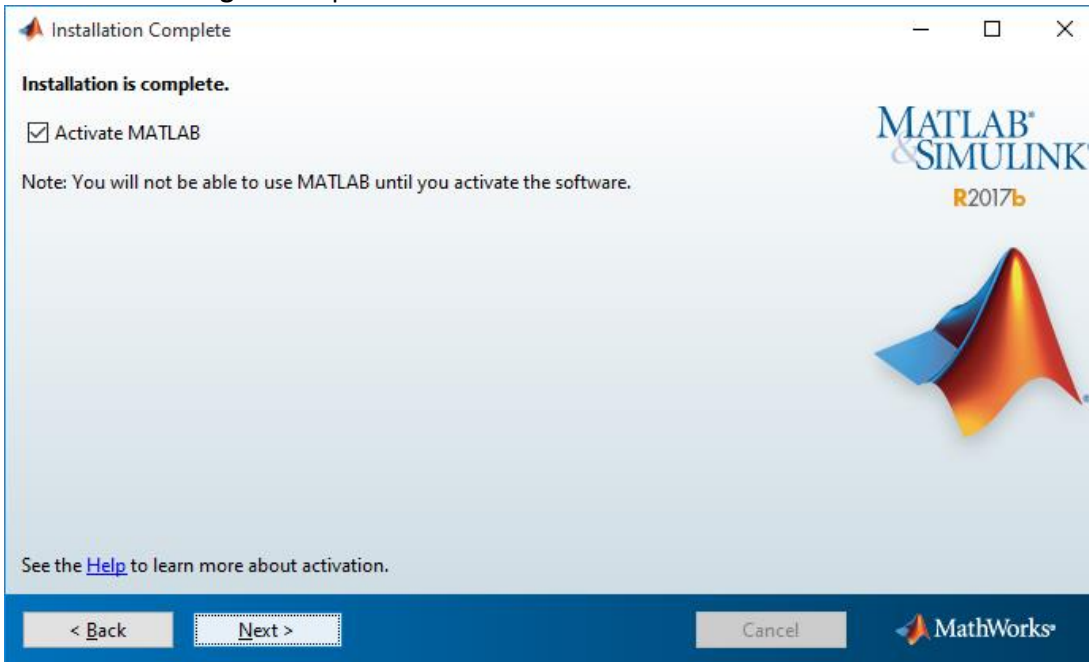 Installation Complete
Installation is complete.
Activate MATLAB
Note: You will not be able to use MATLAB until you activate the software.
MATLAB®
&SIMULINK®
R2017b
See the Help to learn more about activation.
< Back
Next >
Cancel
MathWorks®